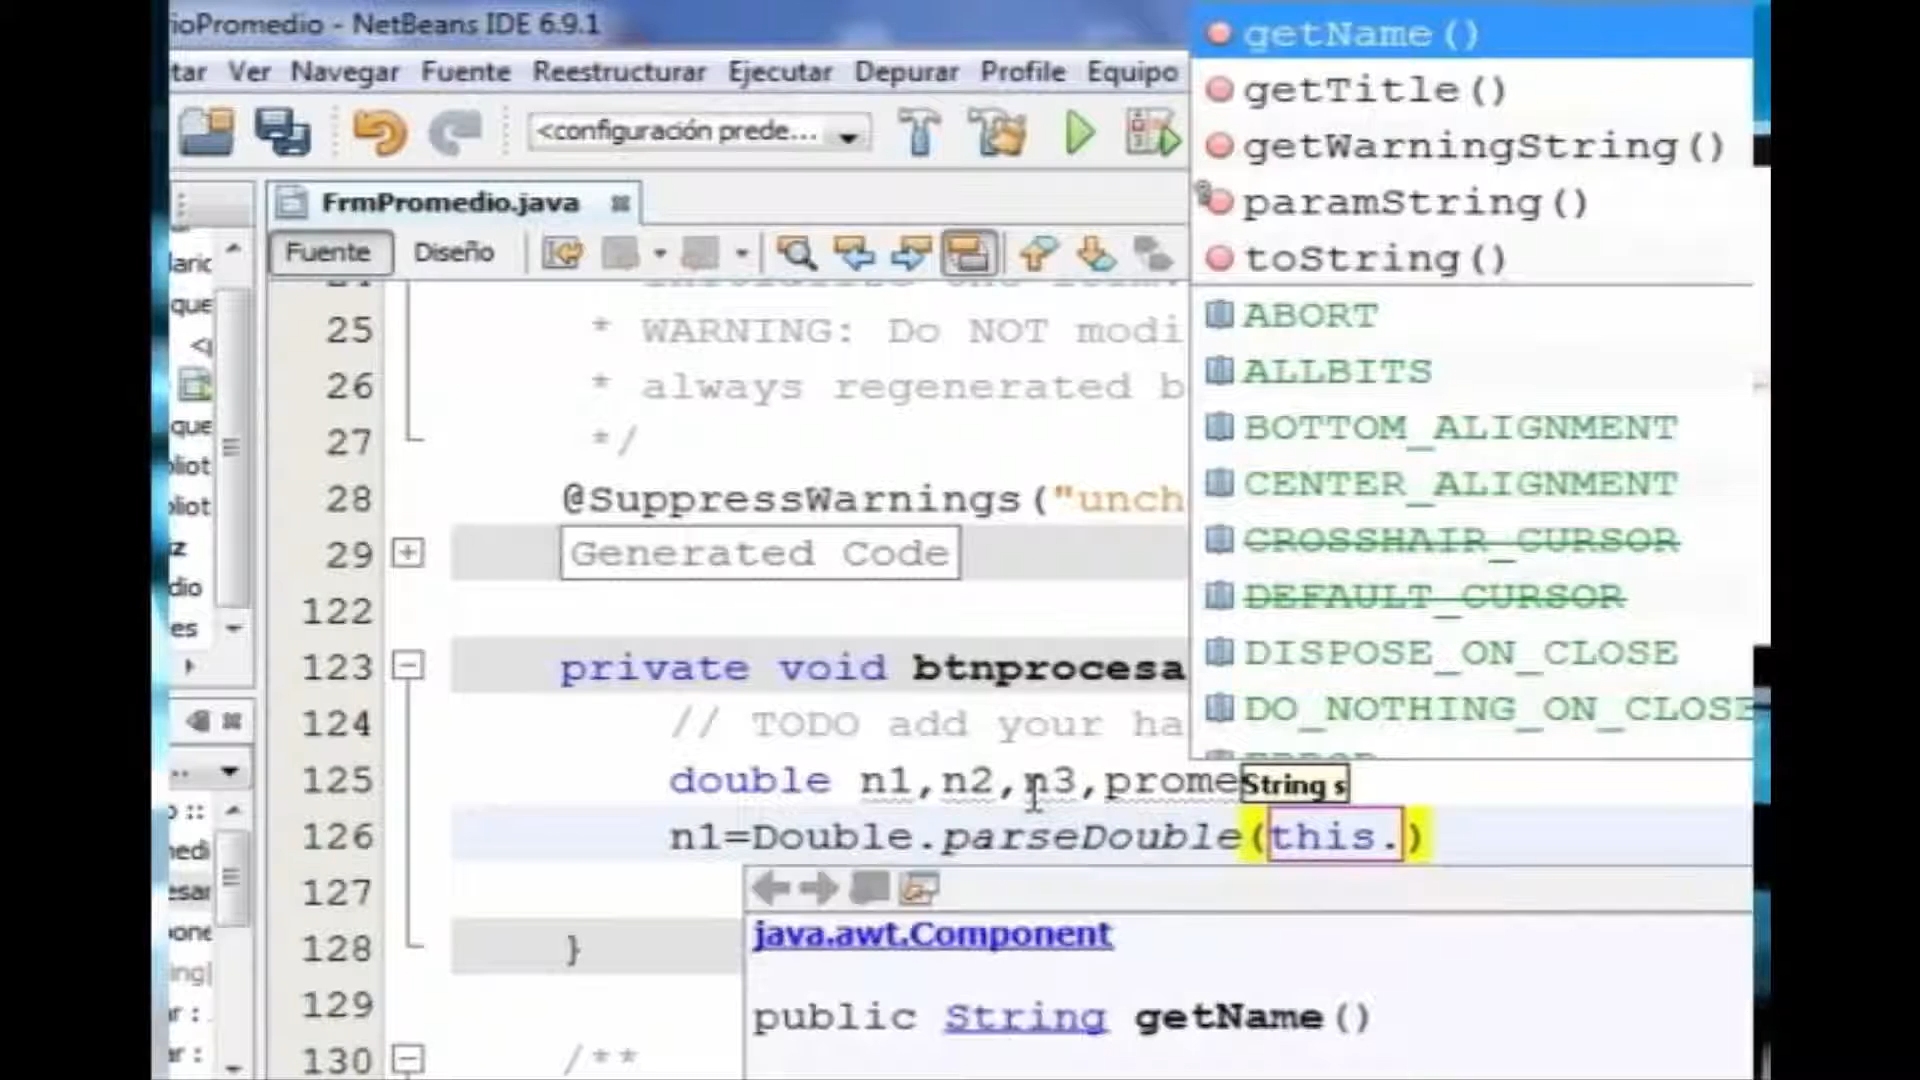 ioPromedio - NetBeans IDE 6.9.1
tar Ver Navegar Fuente Reestructurar Ejecutar Depurar Profile Equipo
<configuración prede...
FrmPromedio.java
Fuente Diseño
25 * WARNING: Do NOT modi
26 * always regenerated b
27 */
28 @SuppressWarnings("unch
29 Generated Code
122
123 private void btnprocesa
124 // TODO add your ha
125 double n1,n2,n3,prome
126 n1=Double.parseDouble(this.)
127
128 }
129
130 /**
getName()
getTitle()
getWarningString()
paramString()
toString()
ABORT
ALLBITS
BOTTOM_ALIGNMENT
CENTER_ALIGNMENT
CROSSHAIR_CURSOR
DEFAULT_CURSOR
DISPOSE_ON_CLOSE
DO_NOTHING_ON_CLOSE
String s
java.awt.Component
public String getName()